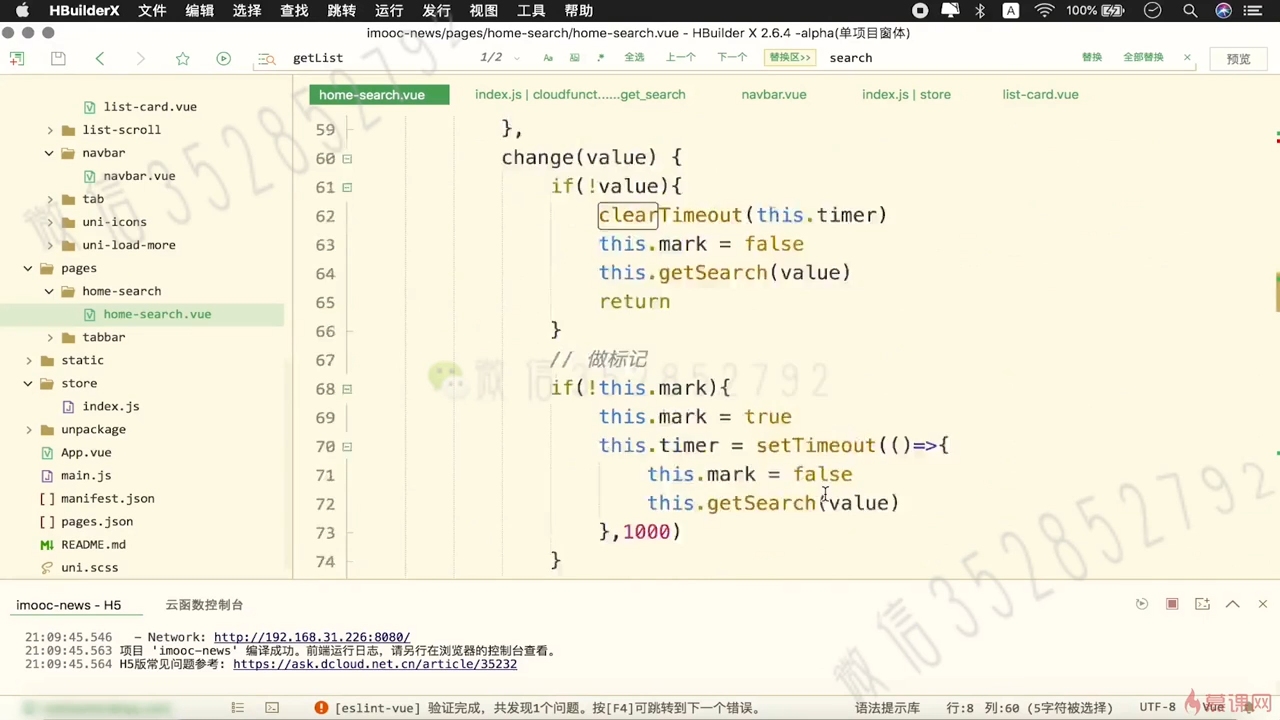 HBuilderX 文件 编辑 选择 查找 跳转 运行 发行 视图 工具 帮助 A 100%
imooc-news/pages/home-search/home-search.vue - HBuilder X 2.6.4 -alpha(单项目窗体)
getList 1/2 Aa 全选 上一个 下一个 替换区>> search 替换 全部替换 × 预览
home-search.vue index.js | cloudfunct......get_search navbar.vue index.js | store list-card.vue
list-card.vue
list-scroll
navbar
navbar.vue
tab
uni-icons
uni-load-more
pages
home-search
home-search.vue
tabbar
static
store
index.js
unpackage
App.vue
main.js
manifest.json
pages.json
README.md
uni.scss
59 },
60 change(value) {
61 if(!value){
62 clearTimeout(this.timer)
63 this.mark = false
64 this.getSearch(value)
65 return
66 }
67 // 做标记
68 if(!this.mark){
69 this.mark = true
70 this.timer = setTimeout(()=>{
71 this.mark = false
72 this.getSearch(value)
73 },1000)
74 }
imooc-news - H5 云函数控制台
21:09:45.546 - Network: http://192.168.31.226:8080/
21:09:45.563 项目 'imooc-news' 编译成功。前端运行日志，请另行在浏览器的控制台查看。
21:09:45.564 H5版常见问题参考: https://ask.dcloud.net.cn/article/35232
[eslint-vue] 验证完成，共发现1个问题。按[F4]可跳转到下一个错误。 语法提示库 行:8 列:60 (5字符被选择) UTF-8 Vue
微信 352852792
微信 352852792
微信 352852792
慕课网